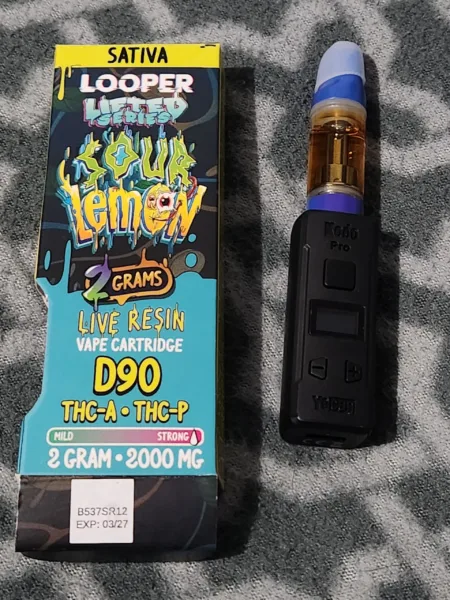 SATIVA
LOOPER
LIFTED
SERIES
SOUR
Lemon
2 GRAMS
LIVE RESIN
VAPE CARTRIDGE
D90
THC-A • THC-P
MILD STRONG
2 GRAM • 2000 MG
B537SR12
EXP: 03/27
Kodo
Pro
- +
Yocan